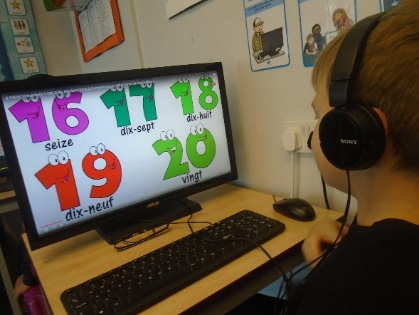 16 17 18
seize dix-sept dix-huit
19 20
dix-neuf vingt
SONY